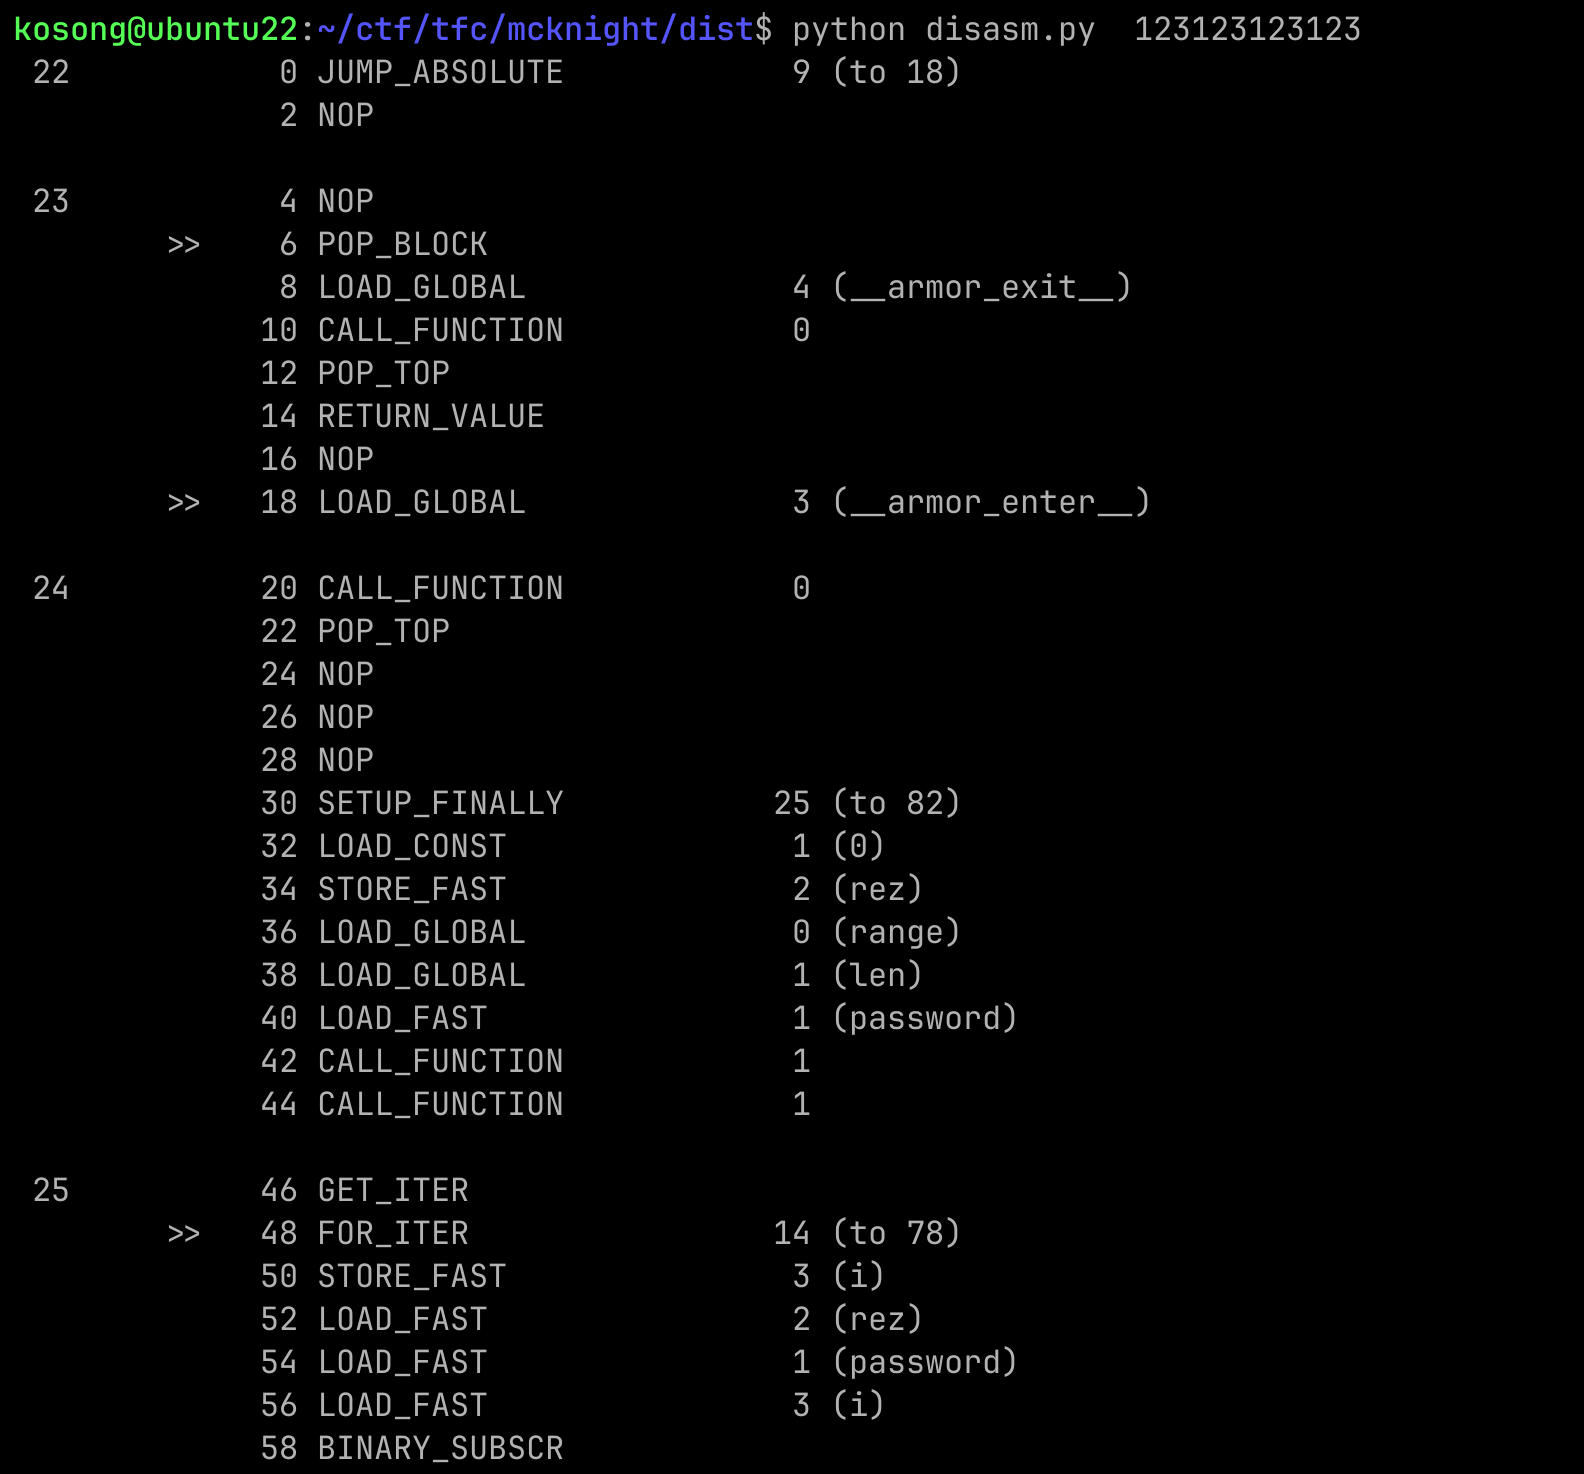 kosong@ubuntu22:~/ctf/tfc/mcknight/dist$ python disasm.py  123123123123
 22           0 JUMP_ABSOLUTE            9 (to 18)
              2 NOP
 23           4 NOP
        >>    6 POP_BLOCK
              8 LOAD_GLOBAL              4 (__armor_exit__)
             10 CALL_FUNCTION            0
             12 POP_TOP
             14 RETURN_VALUE
             16 NOP
        >>   18 LOAD_GLOBAL              3 (__armor_enter__)
 24          20 CALL_FUNCTION            0
             22 POP_TOP
             24 NOP
             26 NOP
             28 NOP
             30 SETUP_FINALLY           25 (to 82)
             32 LOAD_CONST               1 (0)
             34 STORE_FAST               2 (rez)
             36 LOAD_GLOBAL              0 (range)
             38 LOAD_GLOBAL              1 (len)
             40 LOAD_FAST                1 (password)
             42 CALL_FUNCTION            1
             44 CALL_FUNCTION            1
 25          46 GET_ITER
        >>   48 FOR_ITER                14 (to 78)
             50 STORE_FAST               3 (i)
             52 LOAD_FAST                2 (rez)
             54 LOAD_FAST                1 (password)
             56 LOAD_FAST                3 (i)
             58 BINARY_SUBSCR